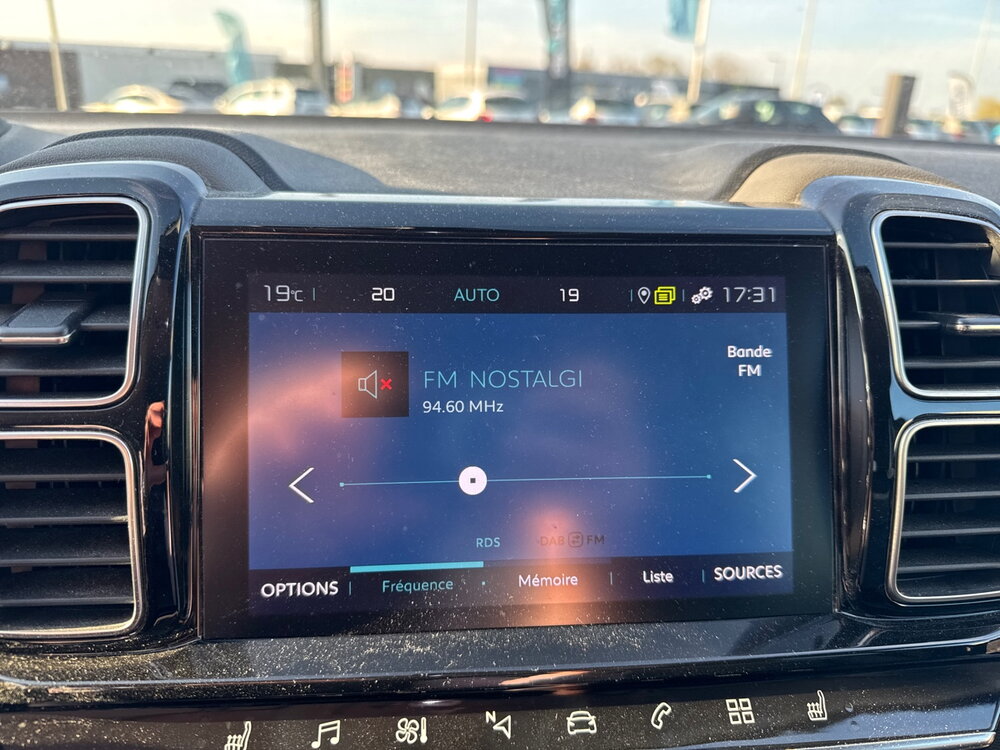 19°C 20 AUTO 19 17:31
Bande
FM
FM NOSTALGI
94.60 MHz
RDS DAB FM
OPTIONS Fréquence Mémoire Liste SOURCES
N